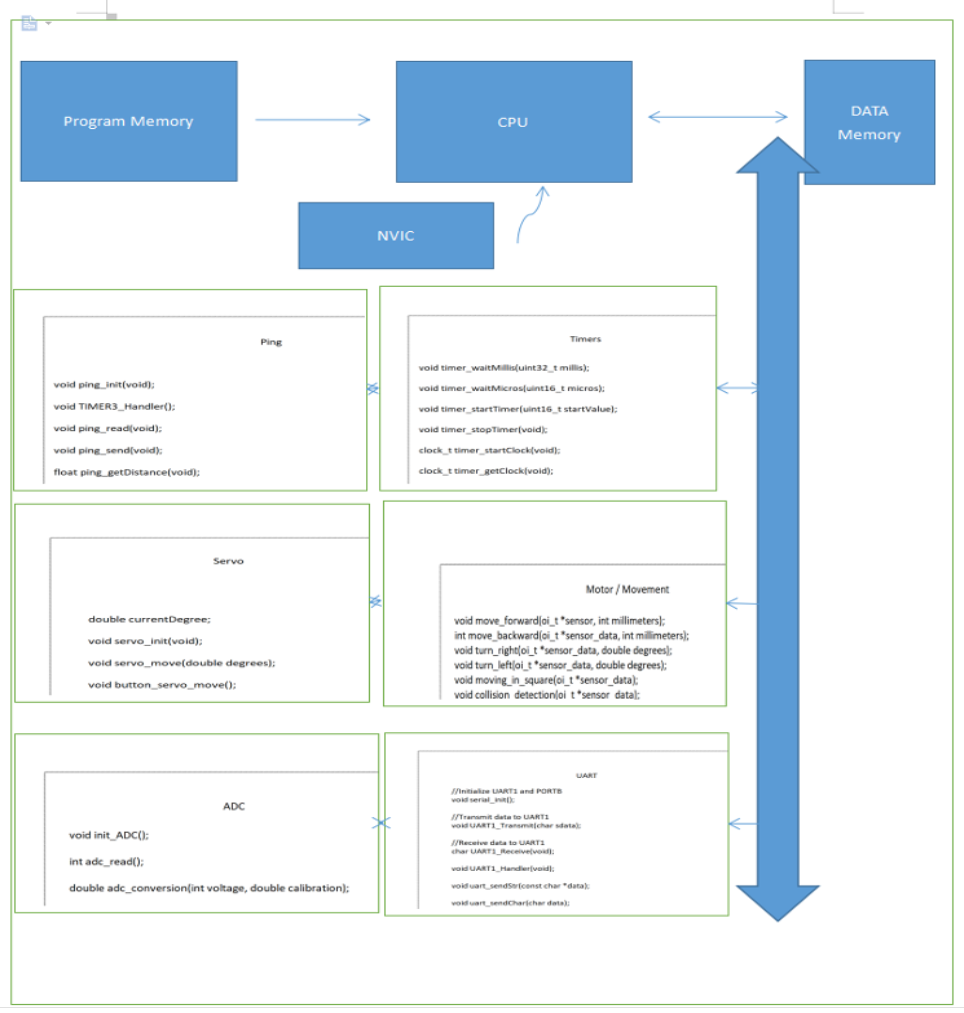 Program Memory
CPU
DATA
Memory
NVIC
Ping
void ping_init(void);
void TIMER3_Handler();
void ping_read(void);
void ping_send(void);
float ping_getDistance(void);
Timers
void timer_waitMillis(uint32_t millis);
void timer_waitMicros(uint16_t micros);
void timer_startTimer(uint16_t startValue);
void timer_stopTimer(void);
clock_t timer_startClock(void);
clock_t timer_getClock(void);
Servo
double currentDegree;
void servo_init(void);
void servo_move(double degrees);
void button_servo_move();
Motor / Movement
void move_forward(oi_t *sensor, int millimeters);
int move_backward(oi_t *sensor_data, int millimeters);
void turn_right(oi_t *sensor_data, double degrees);
void turn_left(oi_t *sensor_data, double degrees);
void moving_in_square(oi_t *sensor_data);
void collision_detection(oi_t *sensor_data);
ADC
void init_ADC();
int adc_read();
double adc_conversion(int voltage, double calibration);
UART
//Initialize UART1 and PORTB
void serial_init();
//Transmit data to UART1
void UART1_Transmit(char sdata);
//Receive data to UART1
char UART1_Receive(void);
void UART1_Handler(void);
void uart_sendStr(const char *data);
void uart_sendChar(char data);